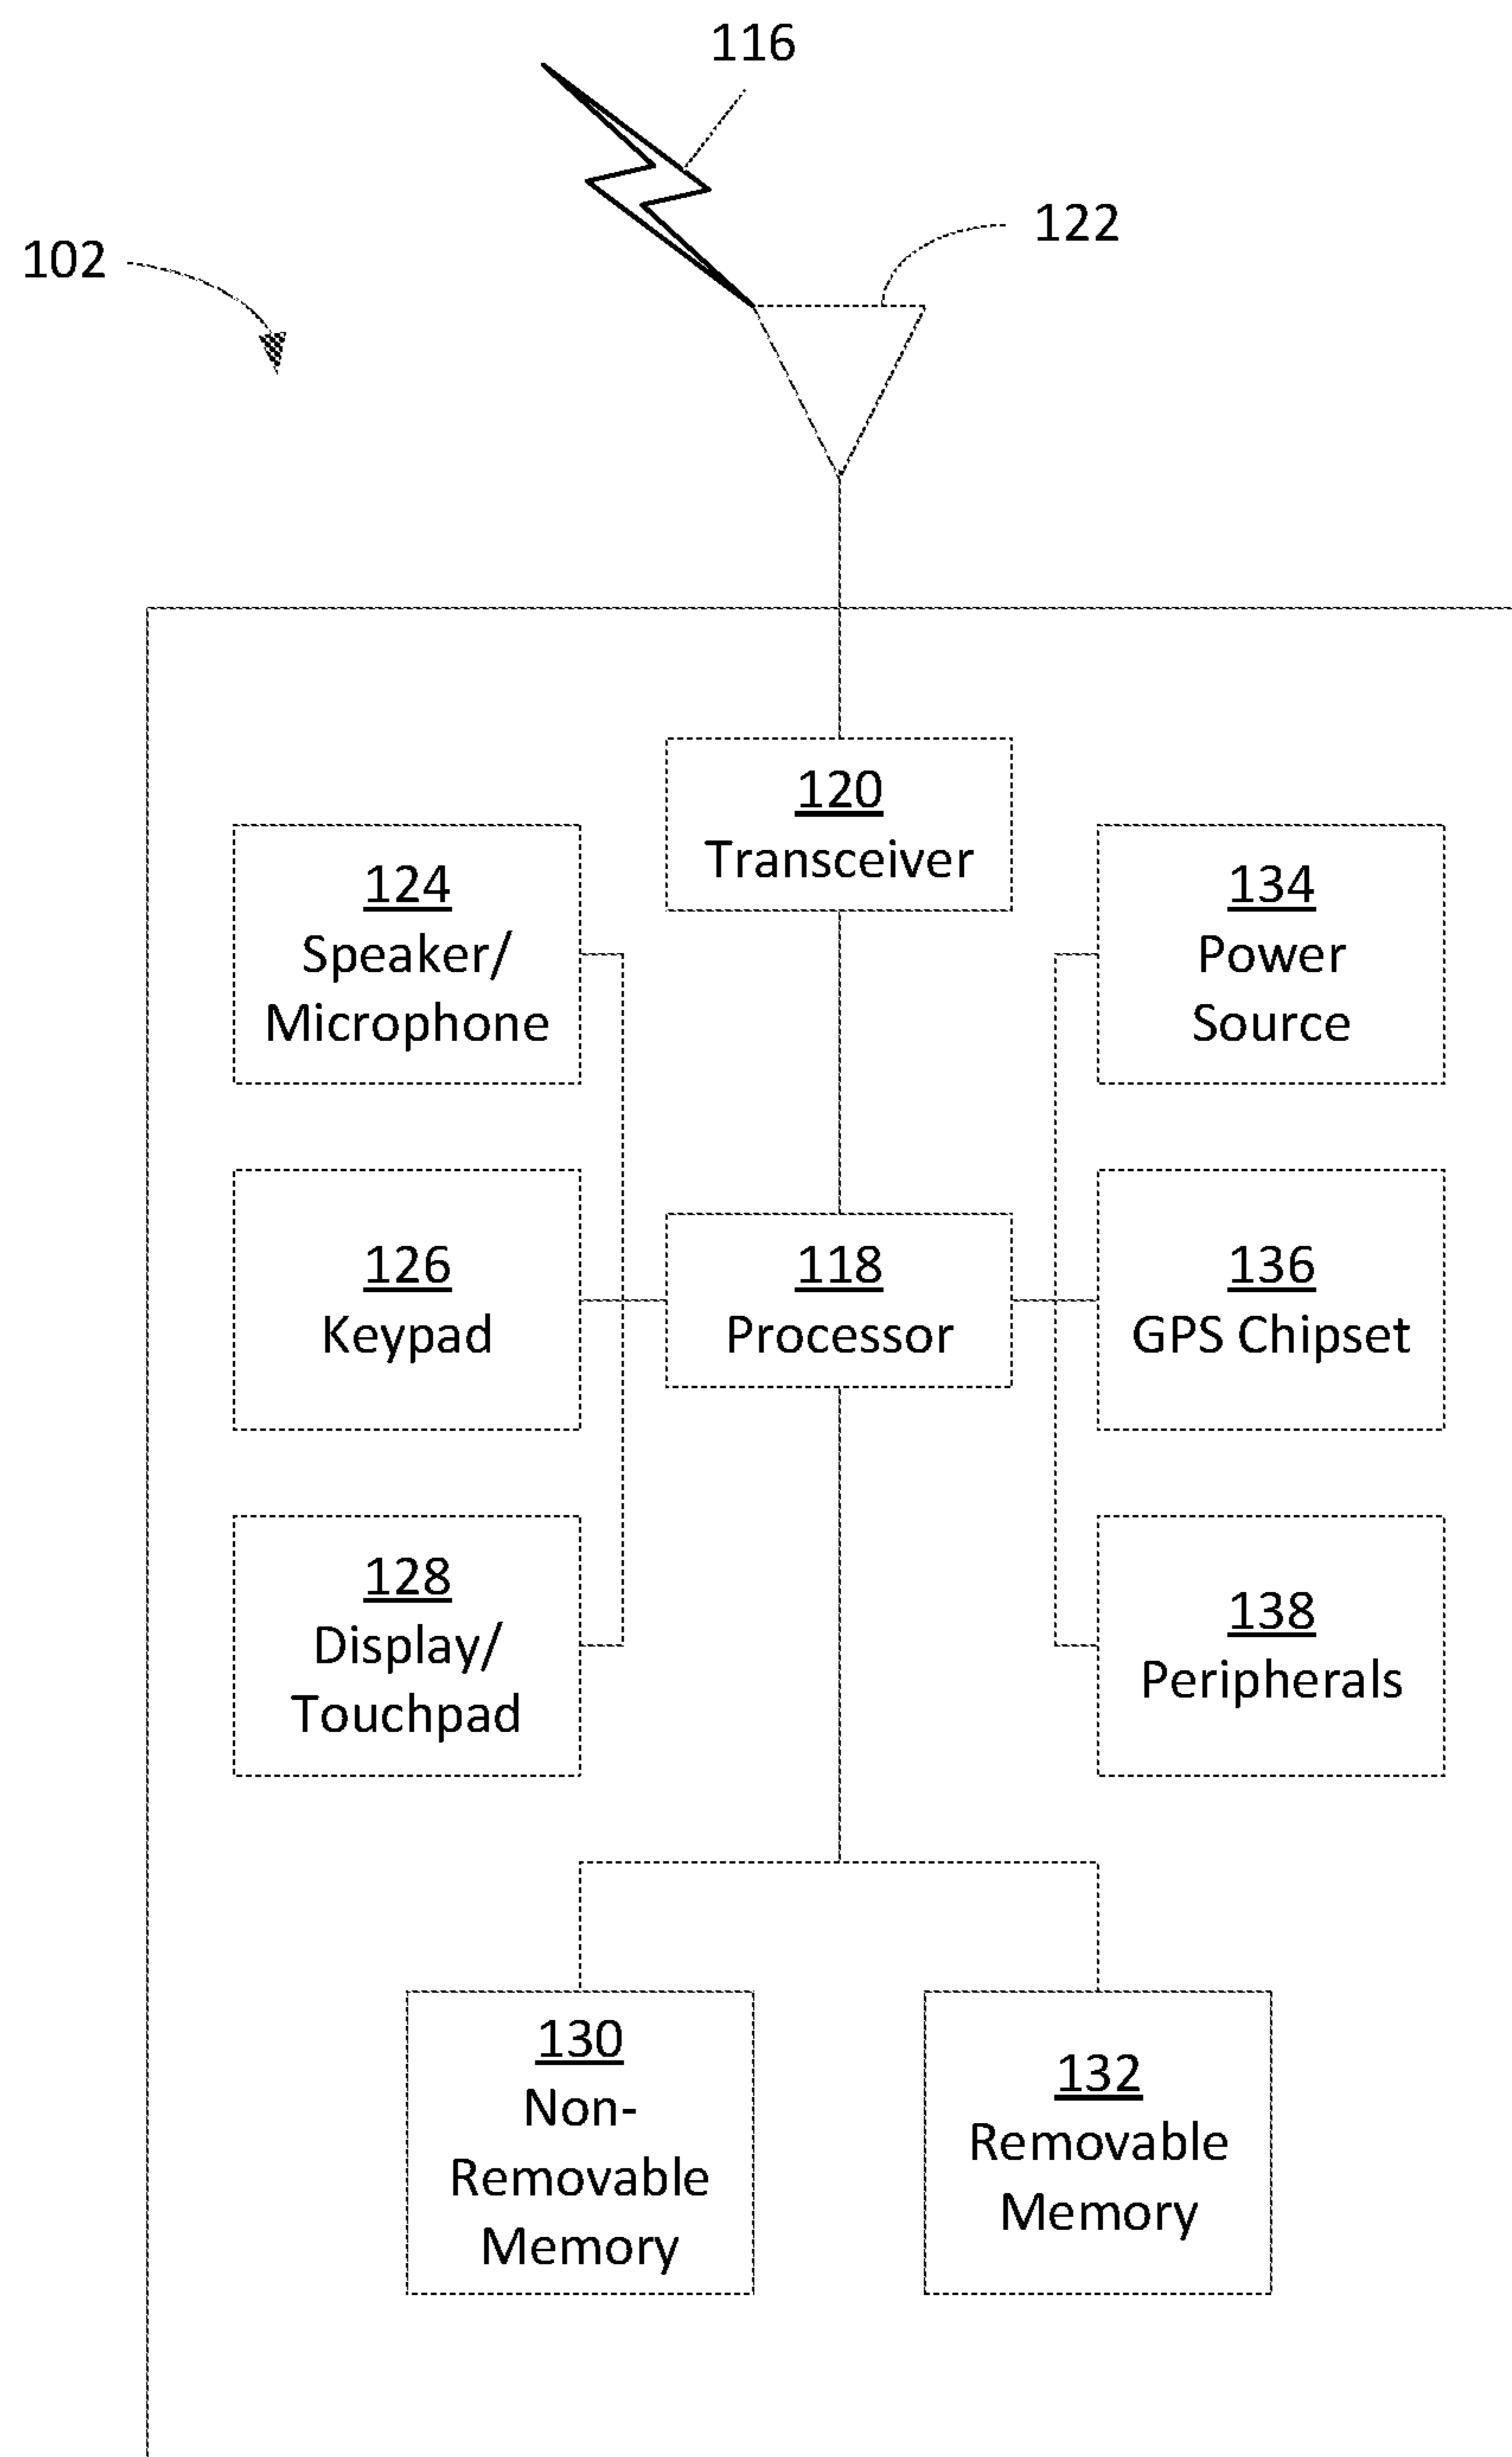 116
122
102
120
Transceiver
124
Speaker/
Microphone
134
Power
Source
126
Keypad
118
Processor
136
GPS Chipset
128
Display/
Touchpad
138
Peripherals
130
Non-
Removable
Memory
132
Removable
Memory